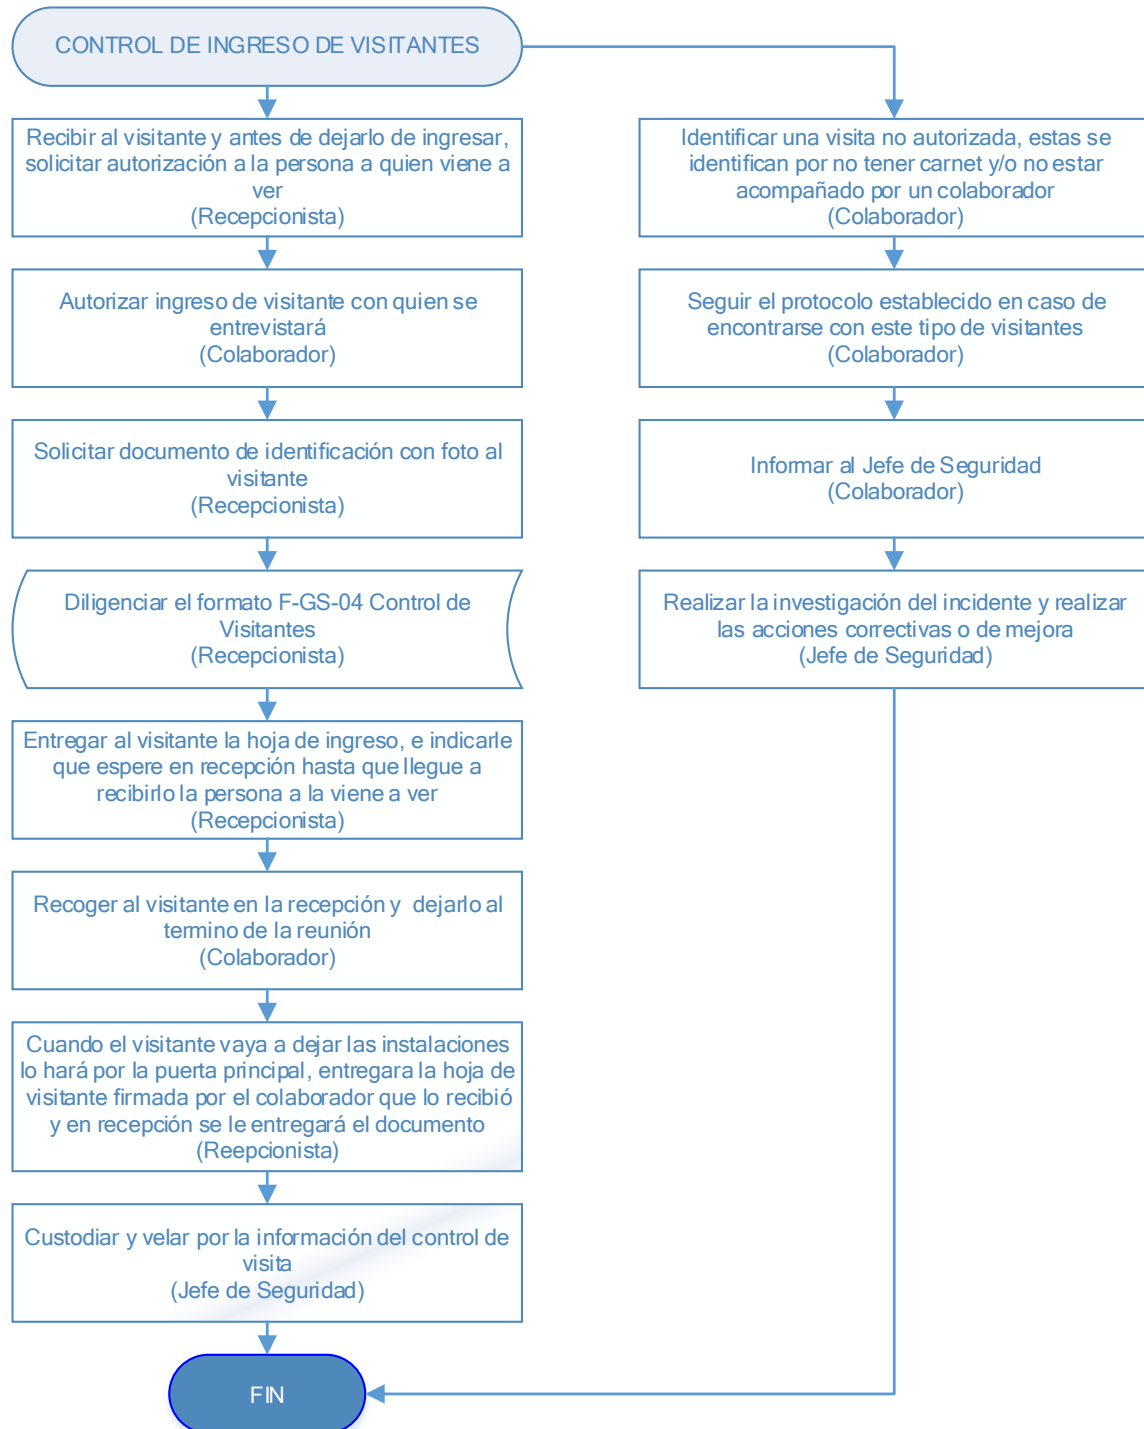 CONTROL DE INGRESO DE VISITANTES
Recibir al visitante y antes de dejarlo de ingresar,
solicitar autorización a la persona a quien viene a
ver
(Recepcionista)
Autorizar ingreso de visitante con quien se
entrevistará
(Colaborador)
Solicitar documento de identificación con foto al
visitante
(Recepcionista)
Diligenciar el formato F-GS-04 Control de
Visitantes
(Recepcionista)
Entregar al visitante la hoja de ingreso, e indicarle
que espere en recepción hasta que llegue a
recibirlo la persona a la viene a ver
(Recepcionista)
Recoger al visitante en la recepción y dejarlo al
termino de la reunión
(Colaborador)
Cuando el visitante vaya a dejar las instalaciones
lo hará por la puerta principal, entregara la hoja de
visitante firmada por el colaborador que lo recibió
y en recepción se le entregará el documento
(Reepcionista)
Custodiar y velar por la información del control de
visita
(Jefe de Seguridad)
Identificar una visita no autorizada, estas se
identifican por no tener carnet y/o no estar
acompañado por un colaborador
(Colaborador)
Seguir el protocolo establecido en caso de
encontrarse con este tipo de visitantes
(Colaborador)
Informar al Jefe de Seguridad
(Colaborador)
Realizar la investigación del incidente y realizar
las acciones correctivas o de mejora
(Jefe de Seguridad)
FIN